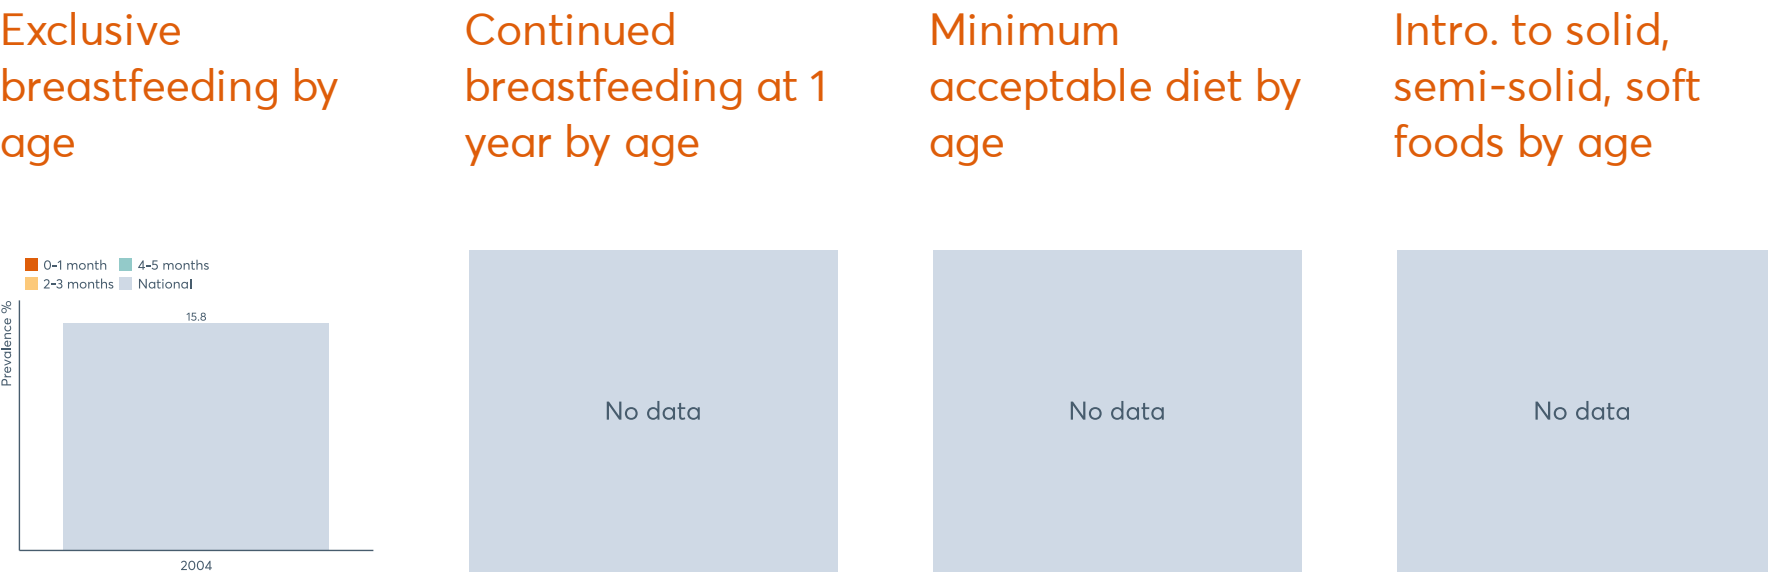 Exclusive
breastfeeding by
age
Continued
breastfeeding at 1
year by age
Minimum
acceptable diet by
age
Intro. to solid,
semi-solid, soft
foods by age
0-1 month
4-5 months
2-3 months
National
Prevalence %
15.8
2004
No data
No data
No data